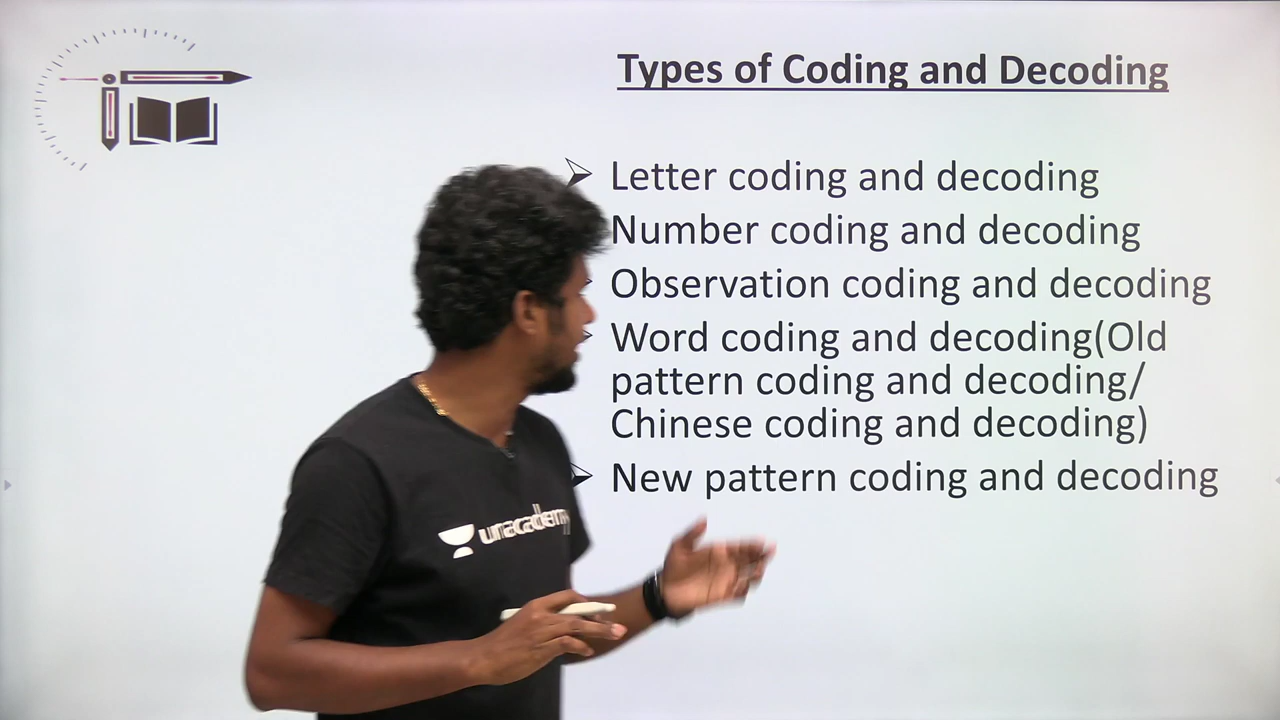 Types of Coding and Decoding
Letter coding and decoding
Number coding and decoding
Observation coding and decoding
Word coding and decoding(Old
pattern coding and decoding/
Chinese coding and decoding)
New pattern coding and decoding
unacademy